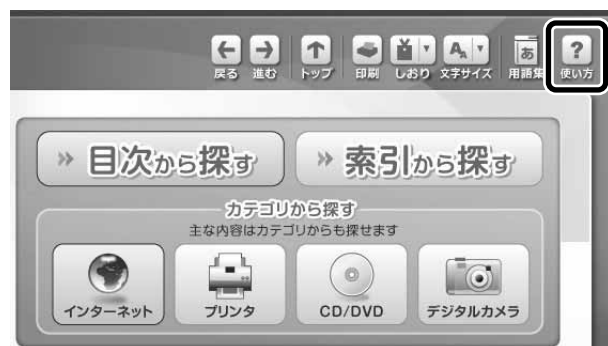 戻る 進む トップ 印刷 しおり 文字サイズ あ 用語集 ? 使い方
目次から探す 索引から探す
カテゴリから探す
主な内容はカテゴリからも探せます
インターネット プリンタ CD/DVD デジタルカメラ